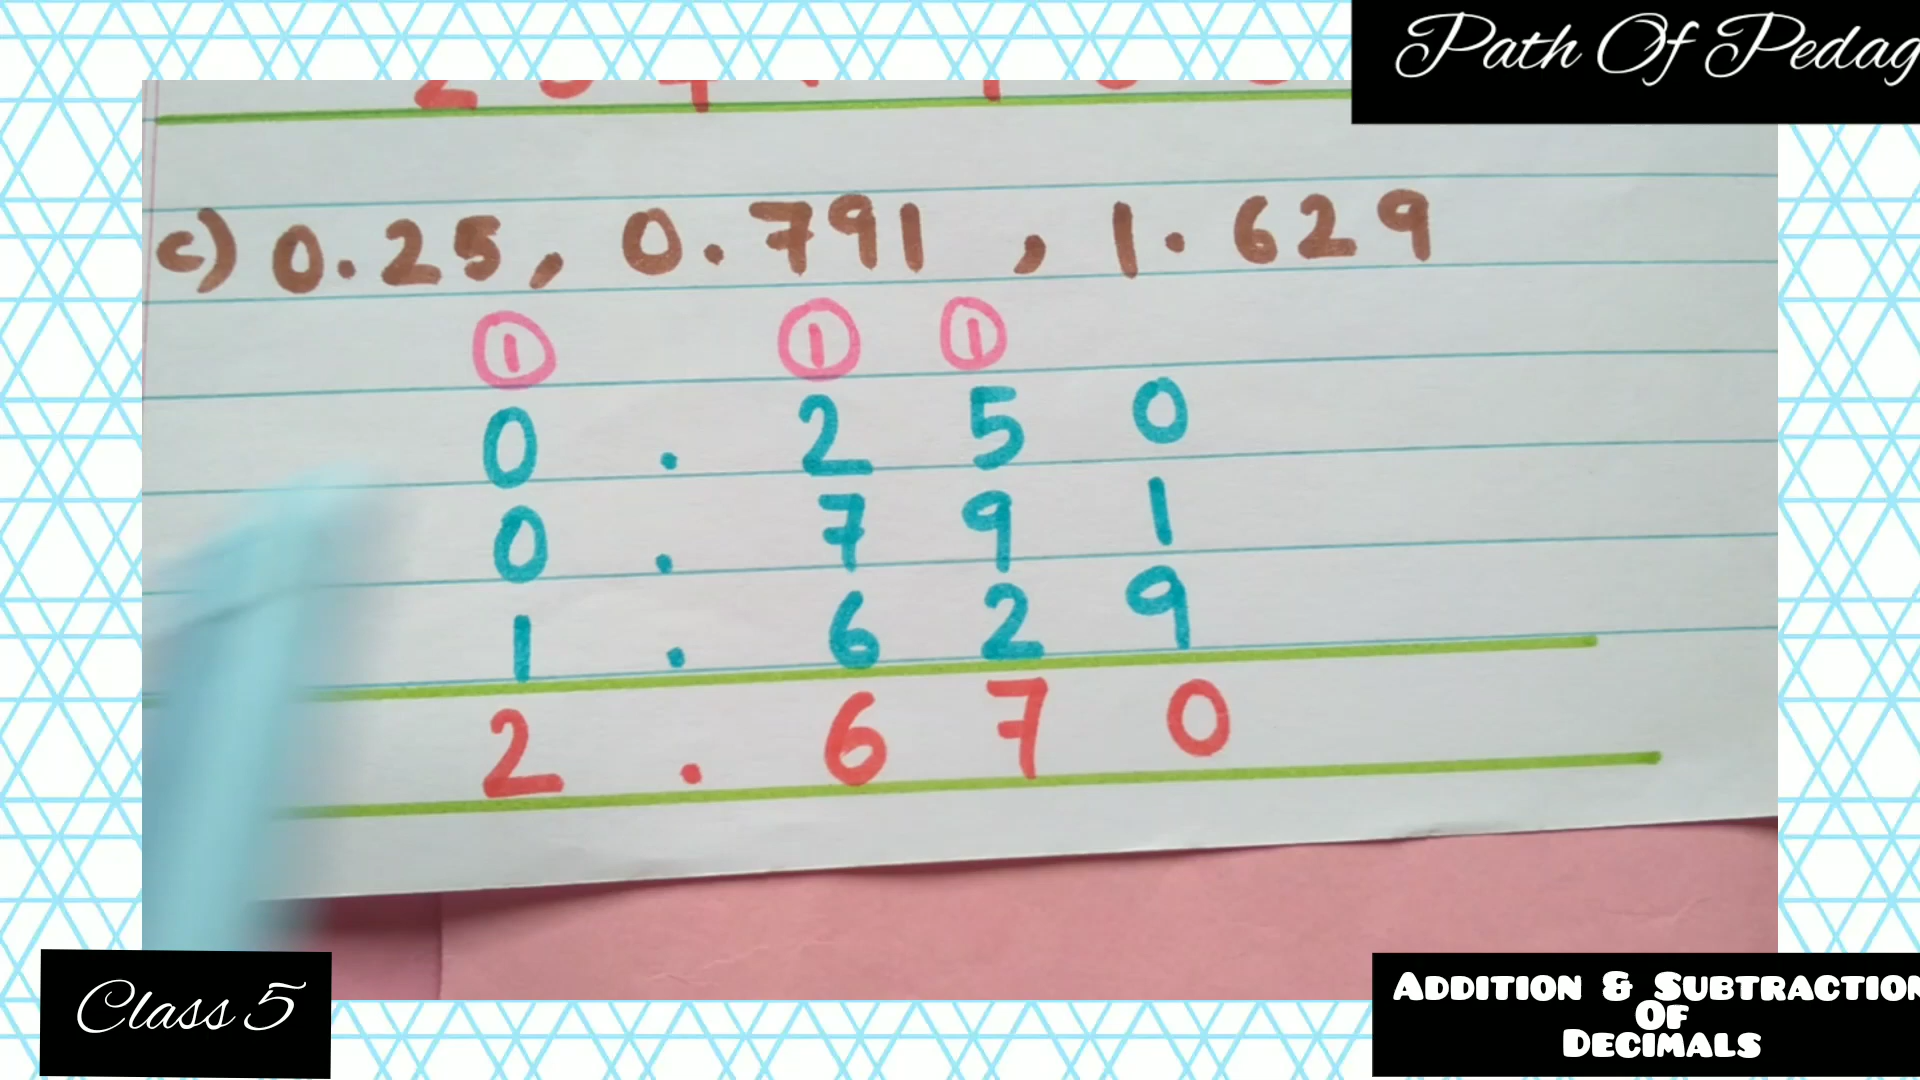 Path Of Pedag
c) 0.25, 0.791, 1.629
1 1 1
0 . 2 5 0
0 . 7 9 1
1 . 6 2 9
2 . 6 7 0
Class 5
ADDITION & SUBTRACTION
OF
DECIMALS